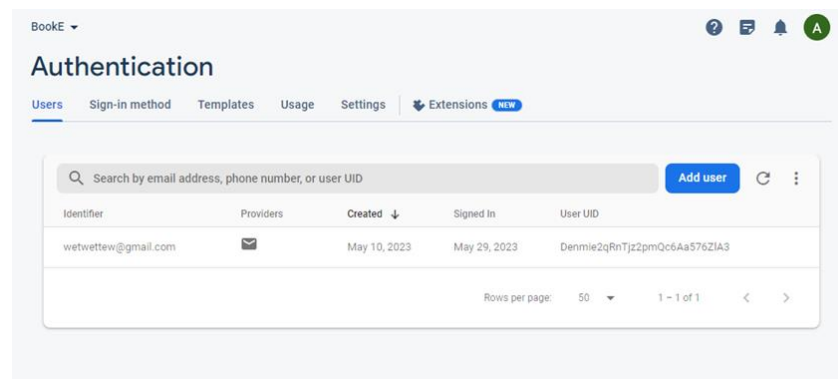 BookE
A
Authentication
Users Sign-in method Templates Usage Settings Extensions NEW
Search by email address, phone number, or user UID Add user
Identifier Providers Created Signed In User UID
wetwettew@gmail.com May 10, 2023 May 29, 2023 Denmie2qRnTjz2pmQc6Aa576ZlA3
Rows per page: 50 1 – 1 of 1